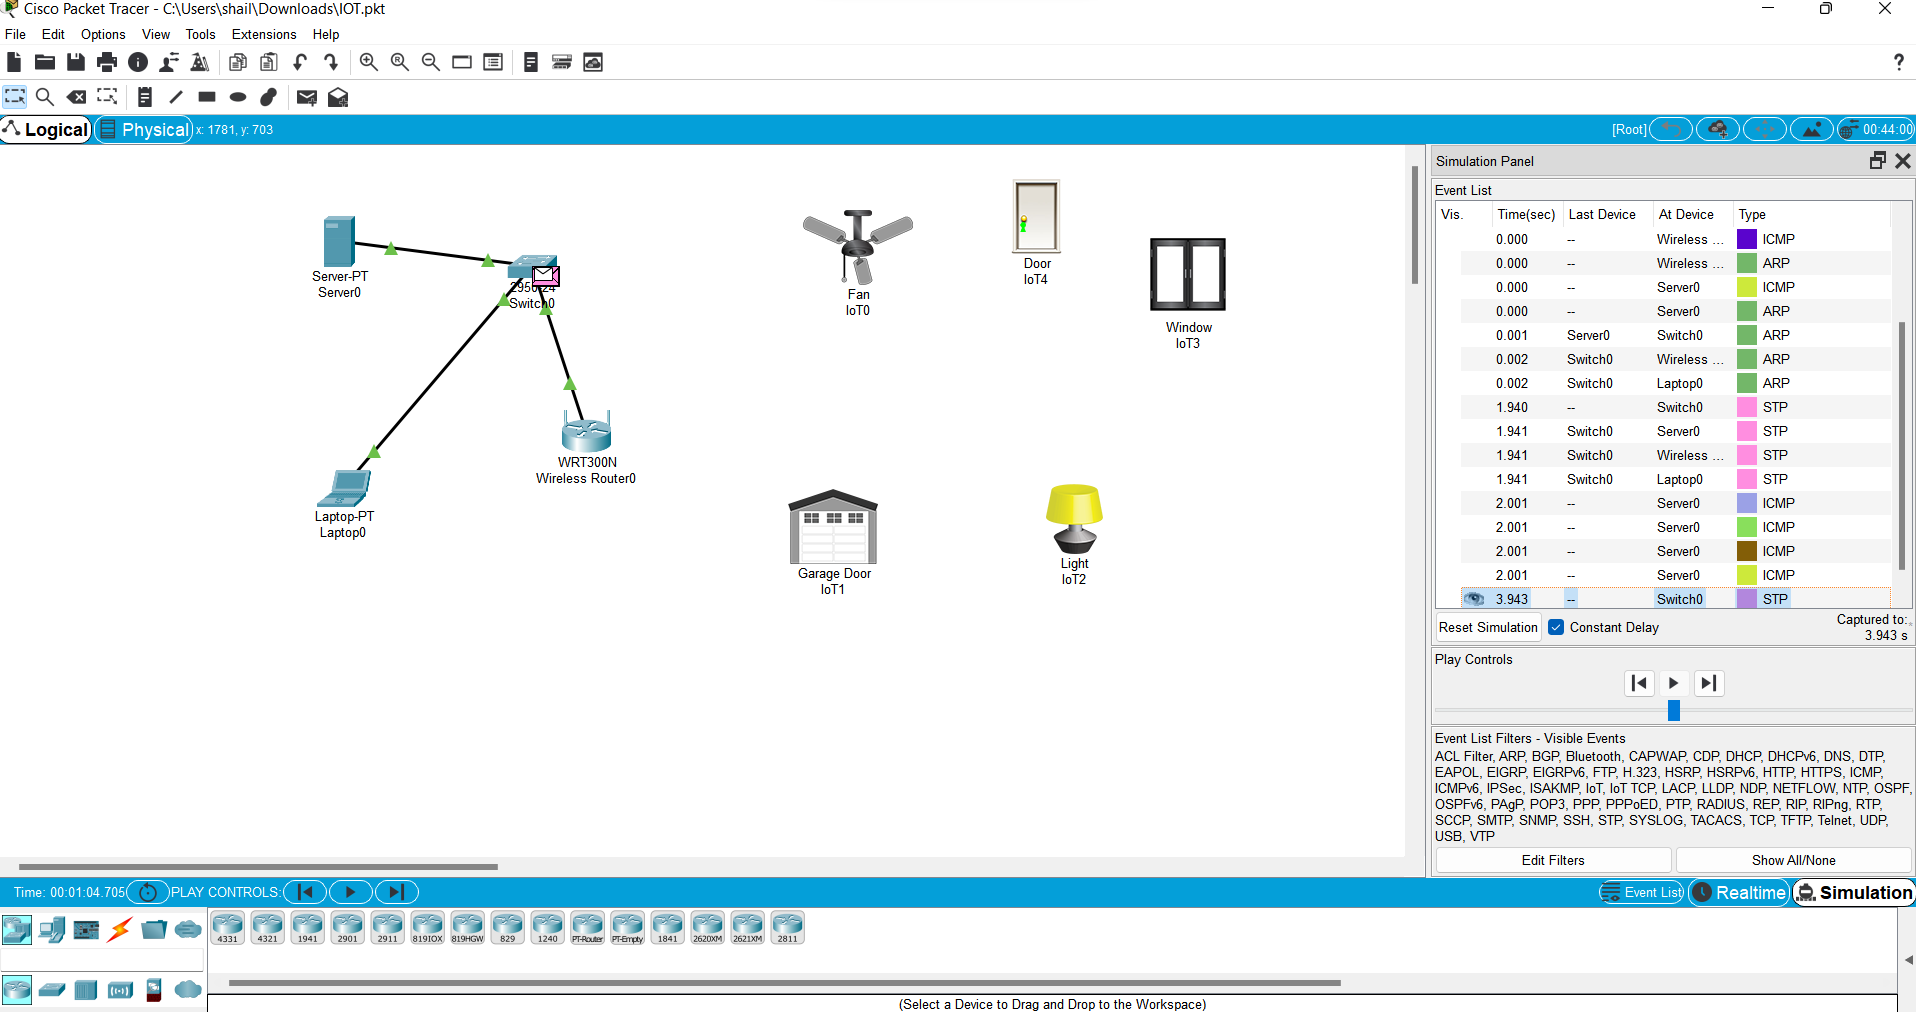 Cisco Packet Tracer - C:\Users\shail\Downloads\IOT.pkt
File Edit Options View Tools Extensions Help
?
Logical Physical x: 1781, y: 703 [Root] 00:44:00
Server-PT
Server0
2950-24
Switch0
Laptop-PT
Laptop0
WRT300N
Wireless Router0
Fan
IoT0
Door
IoT4
Window
IoT3
Garage Door
IoT1
Light
IoT2
Simulation Panel
Event List
Vis. Time(sec) Last Device At Device Type
0.000 -- Wireless ... ICMP
0.000 -- Wireless ... ARP
0.000 -- Server0 ICMP
0.000 -- Server0 ARP
0.001 Server0 Switch0 ARP
0.002 Switch0 Wireless ... ARP
0.002 Switch0 Laptop0 ARP
1.940 -- Switch0 STP
1.941 Switch0 Server0 STP
1.941 Switch0 Wireless ... STP
1.941 Switch0 Laptop0 STP
2.001 -- Server0 ICMP
2.001 -- Server0 ICMP
2.001 -- Server0 ICMP
2.001 -- Server0 ICMP
3.943 -- Switch0 STP
Reset Simulation Constant Delay Captured to:
3.943 s
Play Controls
Event List Filters - Visible Events
ACL Filter, ARP, BGP, Bluetooth, CAPWAP, CDP, DHCP, DHCPv6, DNS, DTP,
EAPOL, EIGRP, EIGRPv6, FTP, H.323, HSRP, HSRPv6, HTTP, HTTPS, ICMP,
ICMPv6, IPSec, ISAKMP, IoT, IoT TCP, LACP, LLDP, NDP, NETFLOW, NTP, OSPF,
OSPFv6, PAgP, POP3, PPP, PPPoED, PTP, RADIUS, REP, RIP, RIPng, RTP,
SCCP, SMTP, SNMP, SSH, STP, SYSLOG, TACACS, TCP, TFTP, Telnet, UDP,
USB, VTP
Edit Filters Show All/None
Time: 00:01:04.705 PLAY CONTROLS: Event List Realtime Simulation
4331 4321 1941 2901 2911 819IOX 819HGW 829 1240 PT-Router PT-Empty 1841 2620XM 2621XM 2811
(Select a Device to Drag and Drop to the Workspace)